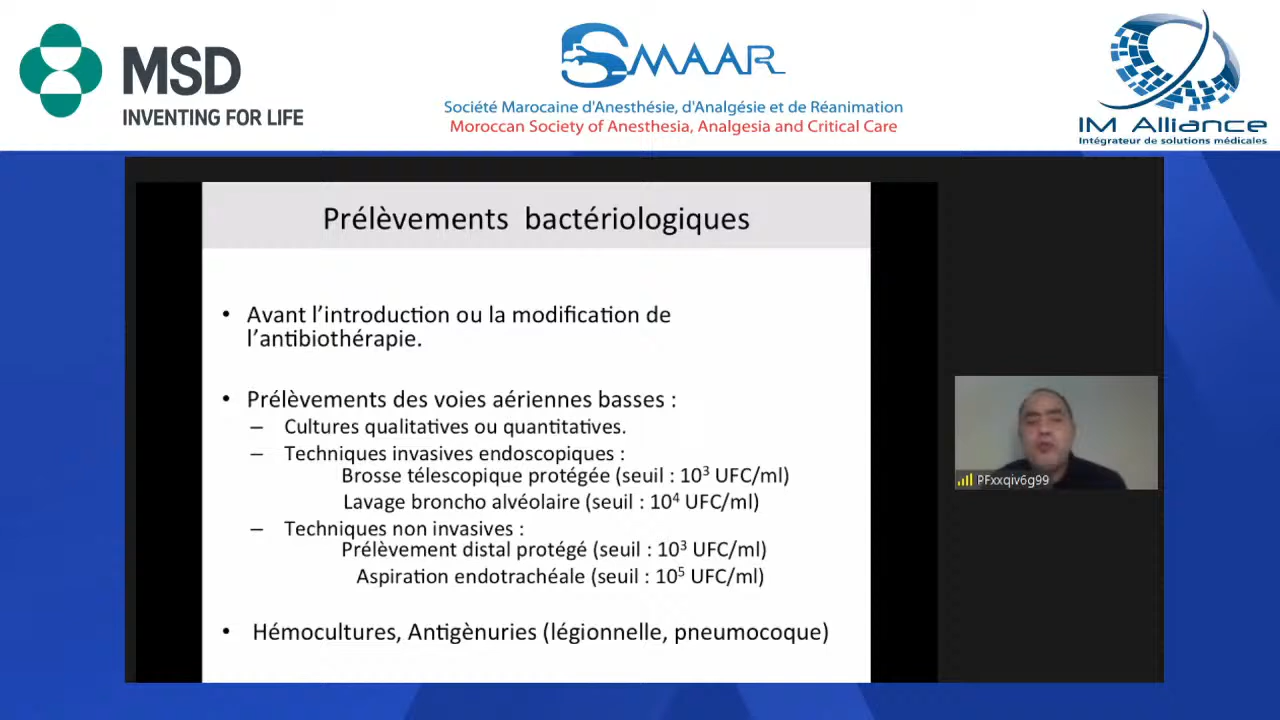 MSD
INVENTING FOR LIFE
SMAAR
Société Marocaine d'Anesthésie, d'Analgésie et de Réanimation
Moroccan Society of Anesthesia, Analgesia and Critical Care
IM Alliance
Intégrateur de solutions médicales
Prélèvements bactériologiques
• Avant l’introduction ou la modification de
l’antibiothérapie.
• Prélèvements des voies aériennes basses :
– Cultures qualitatives ou quantitatives.
– Techniques invasives endoscopiques :
Brosse télescopique protégée (seuil : 10³ UFC/ml)
Lavage broncho alvéolaire (seuil : 10⁴ UFC/ml)
– Techniques non invasives :
Prélèvement distal protégé (seuil : 10³ UFC/ml)
Aspiration endotrachéale (seuil : 10⁵ UFC/ml)
• Hémocultures, Antigènuries (légionnelle, pneumocoque)
PFxxqiv6g99